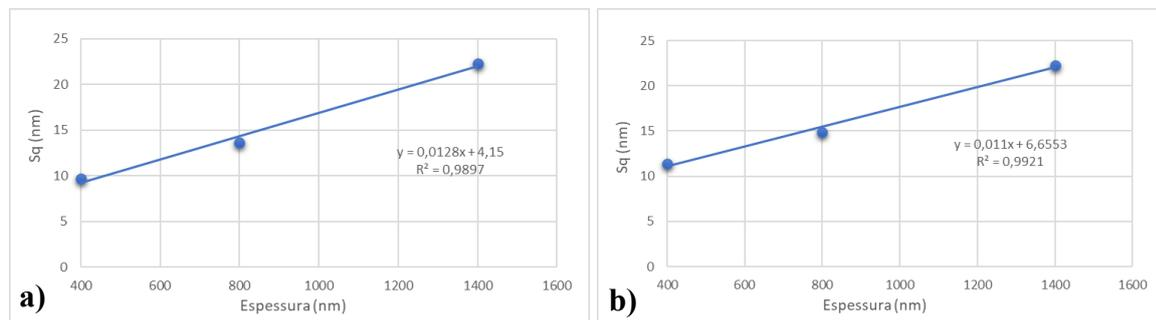 25
20
15
10
5
0
Sq (nm)
y = 0,0128x + 4,15
R² = 0,9897
400 600 800 1000 1200 1400 1600
Espessura (nm)
a)
25
20
15
10
5
0
Sq (nm)
y = 0,011x + 6,6553
R² = 0,9921
400 600 800 1000 1200 1400 1600
Espessura (nm)
b)